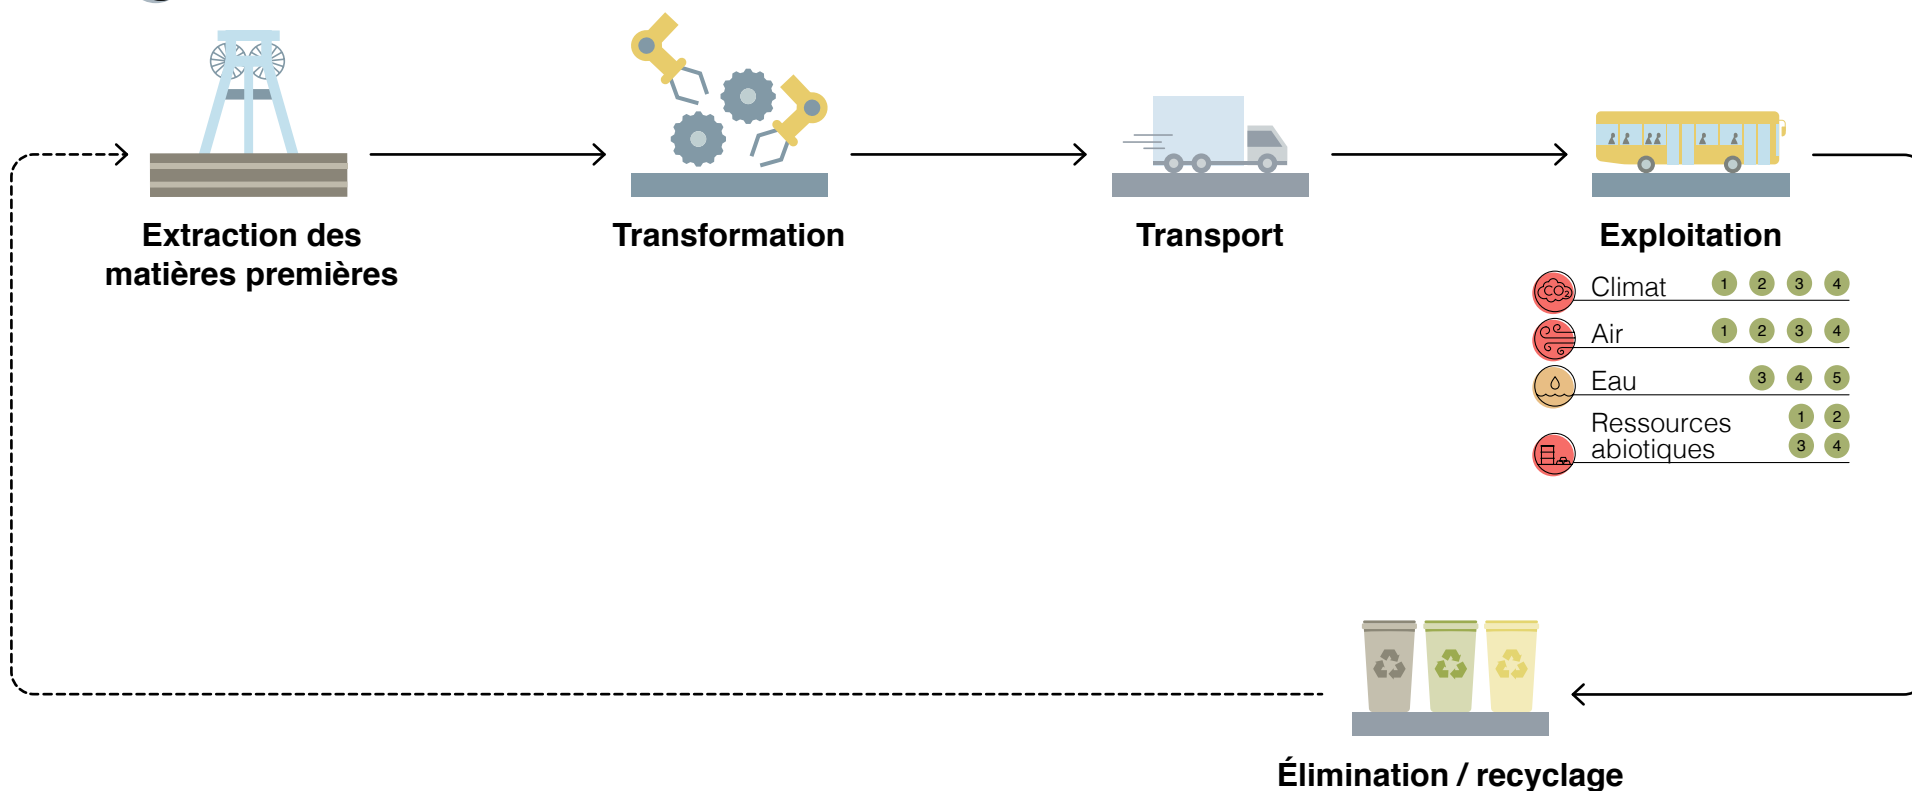 Extraction des
matières premières
Transformation
Transport
Exploitation
CO₂ Climat 1 2 3 4
Air 1 2 3 4
Eau 3 4 5
Ressources 1 2
abiotiques 3 4
Élimination / recyclage